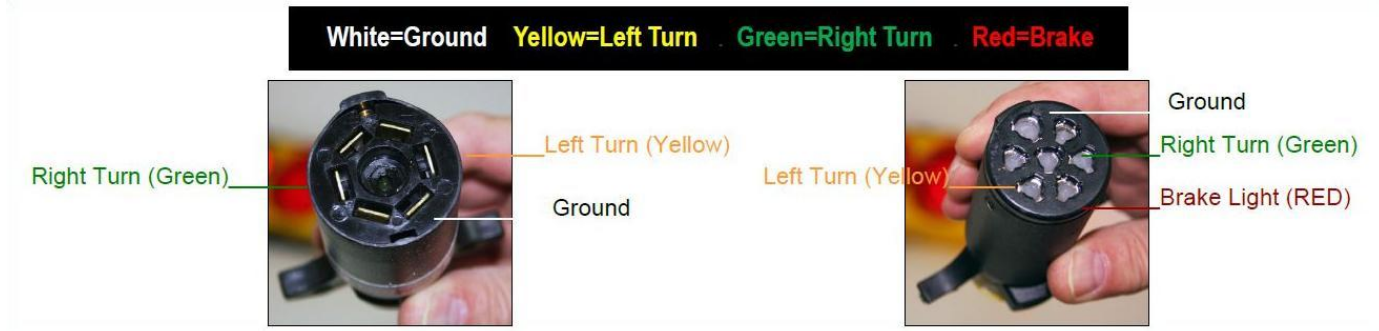 White=Ground Yellow=Left Turn . Green=Right Turn . Red=Brake
Left Turn (Yellow)
Right Turn (Green)
Ground
Ground
Right Turn (Green)
Left Turn (Yellow)
Brake Light (RED)